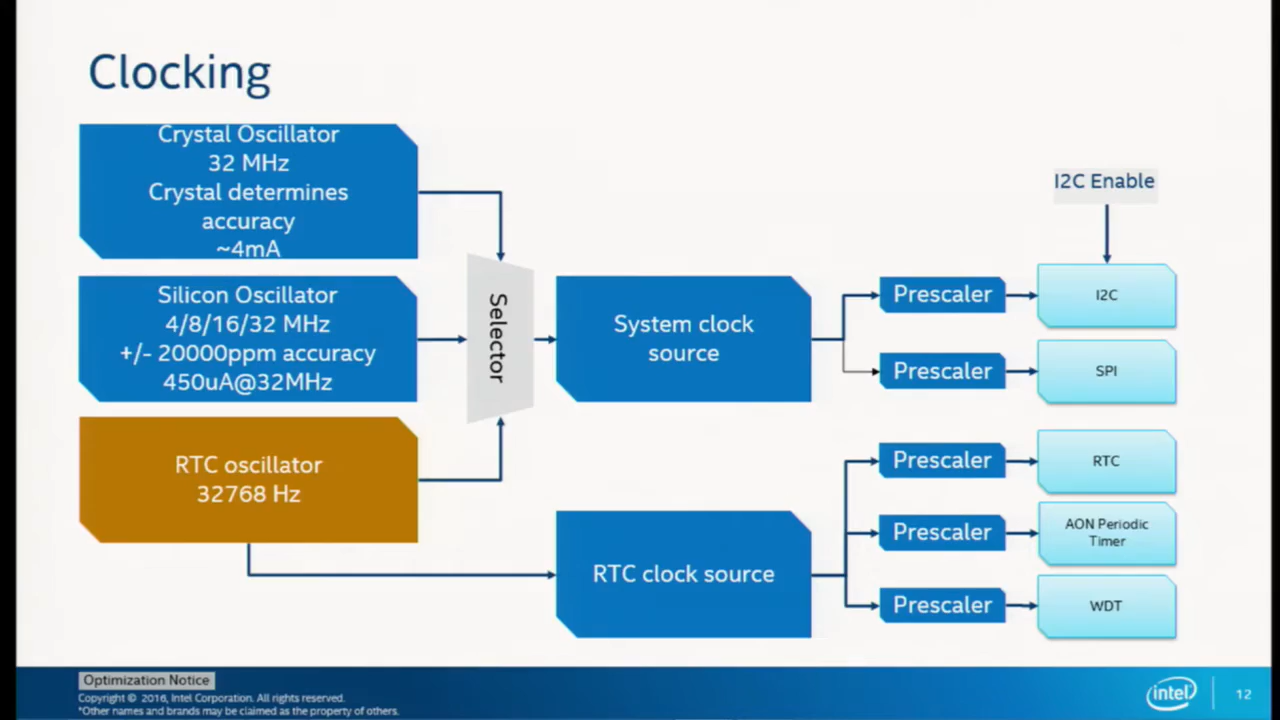 Clocking
Crystal Oscillator
32 MHz
Crystal determines
accuracy
~4mA
Silicon Oscillator
4/8/16/32 MHz
+/- 20000ppm accuracy
450uA@32MHz
RTC oscillator
32768 Hz
Selector
System clock
source
RTC clock source
I2C Enable
Prescaler
I2C
Prescaler
SPI
Prescaler
RTC
Prescaler
AON Periodic
Timer
Prescaler
WDT
Optimization Notice
Copyright © 2016, Intel Corporation. All rights reserved.
*Other names and brands may be claimed as the property of others.
intel
12